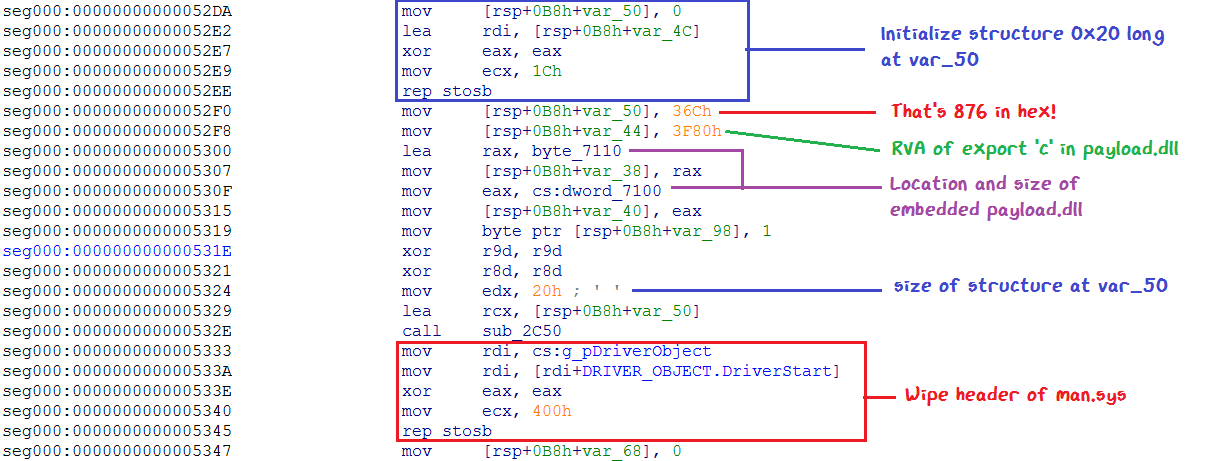 seg000:00000000000052DA mov [rsp+0B8h+var_50], 0
seg000:00000000000052E2 lea rdi, [rsp+0B8h+var_4C]
seg000:00000000000052E7 xor eax, eax
seg000:00000000000052E9 mov ecx, 1Ch
seg000:00000000000052EE rep stosb
Initialize structure 0x20 long
at var_50
seg000:00000000000052F0 mov [rsp+0B8h+var_50], 36Ch
That's 876 in hex!
seg000:00000000000052F8 mov [rsp+0B8h+var_44], 3F80h
RVA of export 'c' in payload.dll
seg000:0000000000005300 lea rax, byte_7110
seg000:0000000000005307 mov [rsp+0B8h+var_38], rax
seg000:000000000000530F mov eax, cs:dword_7100
Location and size of
embedded payload.dll
seg000:0000000000005315 mov [rsp+0B8h+var_40], eax
seg000:0000000000005319 mov byte ptr [rsp+0B8h+var_98], 1
seg000:000000000000531E xor r9d, r9d
seg000:0000000000005321 xor r8d, r8d
seg000:0000000000005324 mov edx, 20h ; ' '
size of structure at var_50
seg000:0000000000005329 lea rcx, [rsp+0B8h+var_50]
seg000:000000000000532E call sub_2C50
seg000:0000000000005333 mov rdi, cs:g_pDriverObject
seg000:000000000000533A mov rdi, [rdi+DRIVER_OBJECT.DriverStart]
seg000:000000000000533E xor eax, eax
seg000:0000000000005340 mov ecx, 400h
seg000:0000000000005345 rep stosb
Wipe header of man.sys
seg000:0000000000005347 mov [rsp+0B8h+var_68], 0